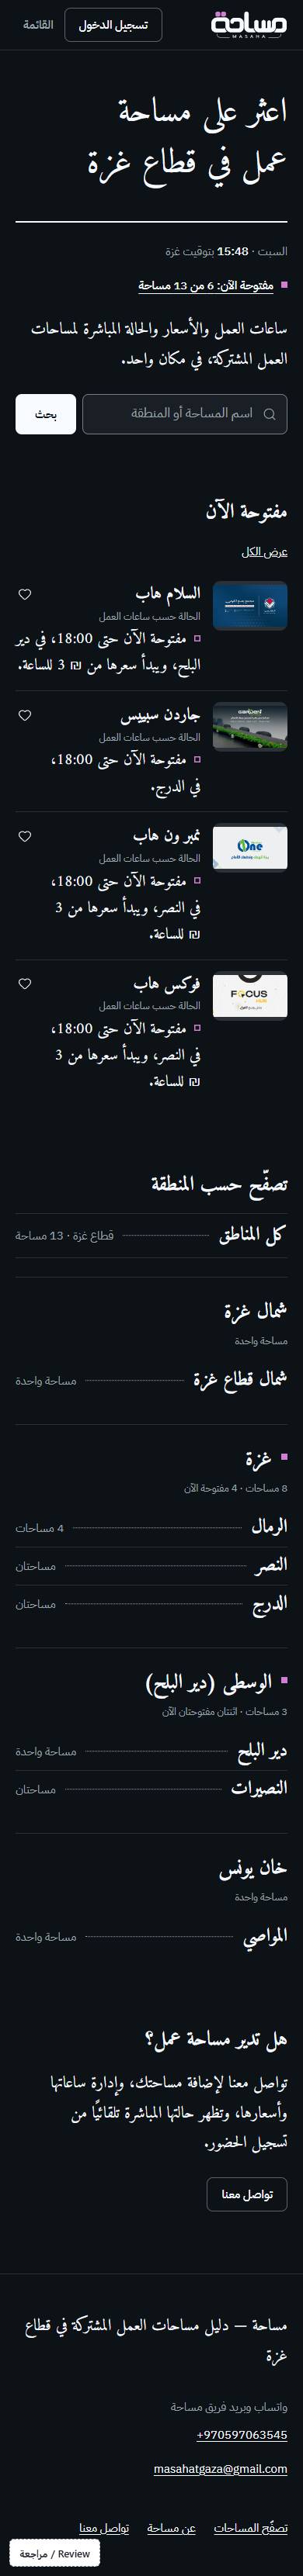 مساحة
MASAHA
تسجيل الدخول
القائمة
اعثر على مساحة
عمل في قطاع غزة
السبت · 15:48 بتوقيت غزة
مفتوحة الآن: 6 من 13 مساحة
ساعات العمل والأسعار والحالة المباشرة لمساحات
العمل المشتركة، في مكان واحد.
اسم المساحة أو المنطقة
بحث
مفتوحة الآن
عرض الكل
السلام هاب
الحالة حسب ساعات العمل
مفتوحة الآن حتى 18:00، في دير
البلح، ويبدأ سعرها من ₪ 3 للساعة.
جاردن سبيس
الحالة حسب ساعات العمل
مفتوحة الآن حتى 18:00،
في الدرج.
One
نمبر ون هاب
الحالة حسب ساعات العمل
مفتوحة الآن حتى 18:00،
في النصر، ويبدأ سعرها من 3
₪ للساعة.
FOCUS
فوكس هاب
الحالة حسب ساعات العمل
مفتوحة الآن حتى 18:00،
في النصر، ويبدأ سعرها من 3
₪ للساعة.
تصفّح حسب المنطقة
كل المناطق
قطاع غزة · 13 مساحة
شمال غزة
مساحة واحدة
شمال قطاع غزة
مساحة واحدة
غزة
8 مساحات · 4 مفتوحة الآن
الرمال
4 مساحات
النصر
مساحتان
الدرج
مساحتان
الوسطى (دير البلح)
3 مساحات · اثنتان مفتوحتان الآن
دير البلح
مساحة واحدة
النصيرات
مساحتان
خان يونس
مساحة واحدة
المواصي
مساحة واحدة
هل تدير مساحة عمل؟
تواصل معنا لإضافة مساحتك، وإدارة ساعاتها
وأسعارها، وتظهر حالتها المباشرة تلقائيًا من
تسجيل الحضور.
تواصل معنا
مساحة — دليل مساحات العمل المشتركة في قطاع
غزة
واتساب وبريد فريق مساحة
+970597063545
masahatgaza@gmail.com
تصفّح المساحات
عن مساحة
تواصل معنا
مراجعة / Review